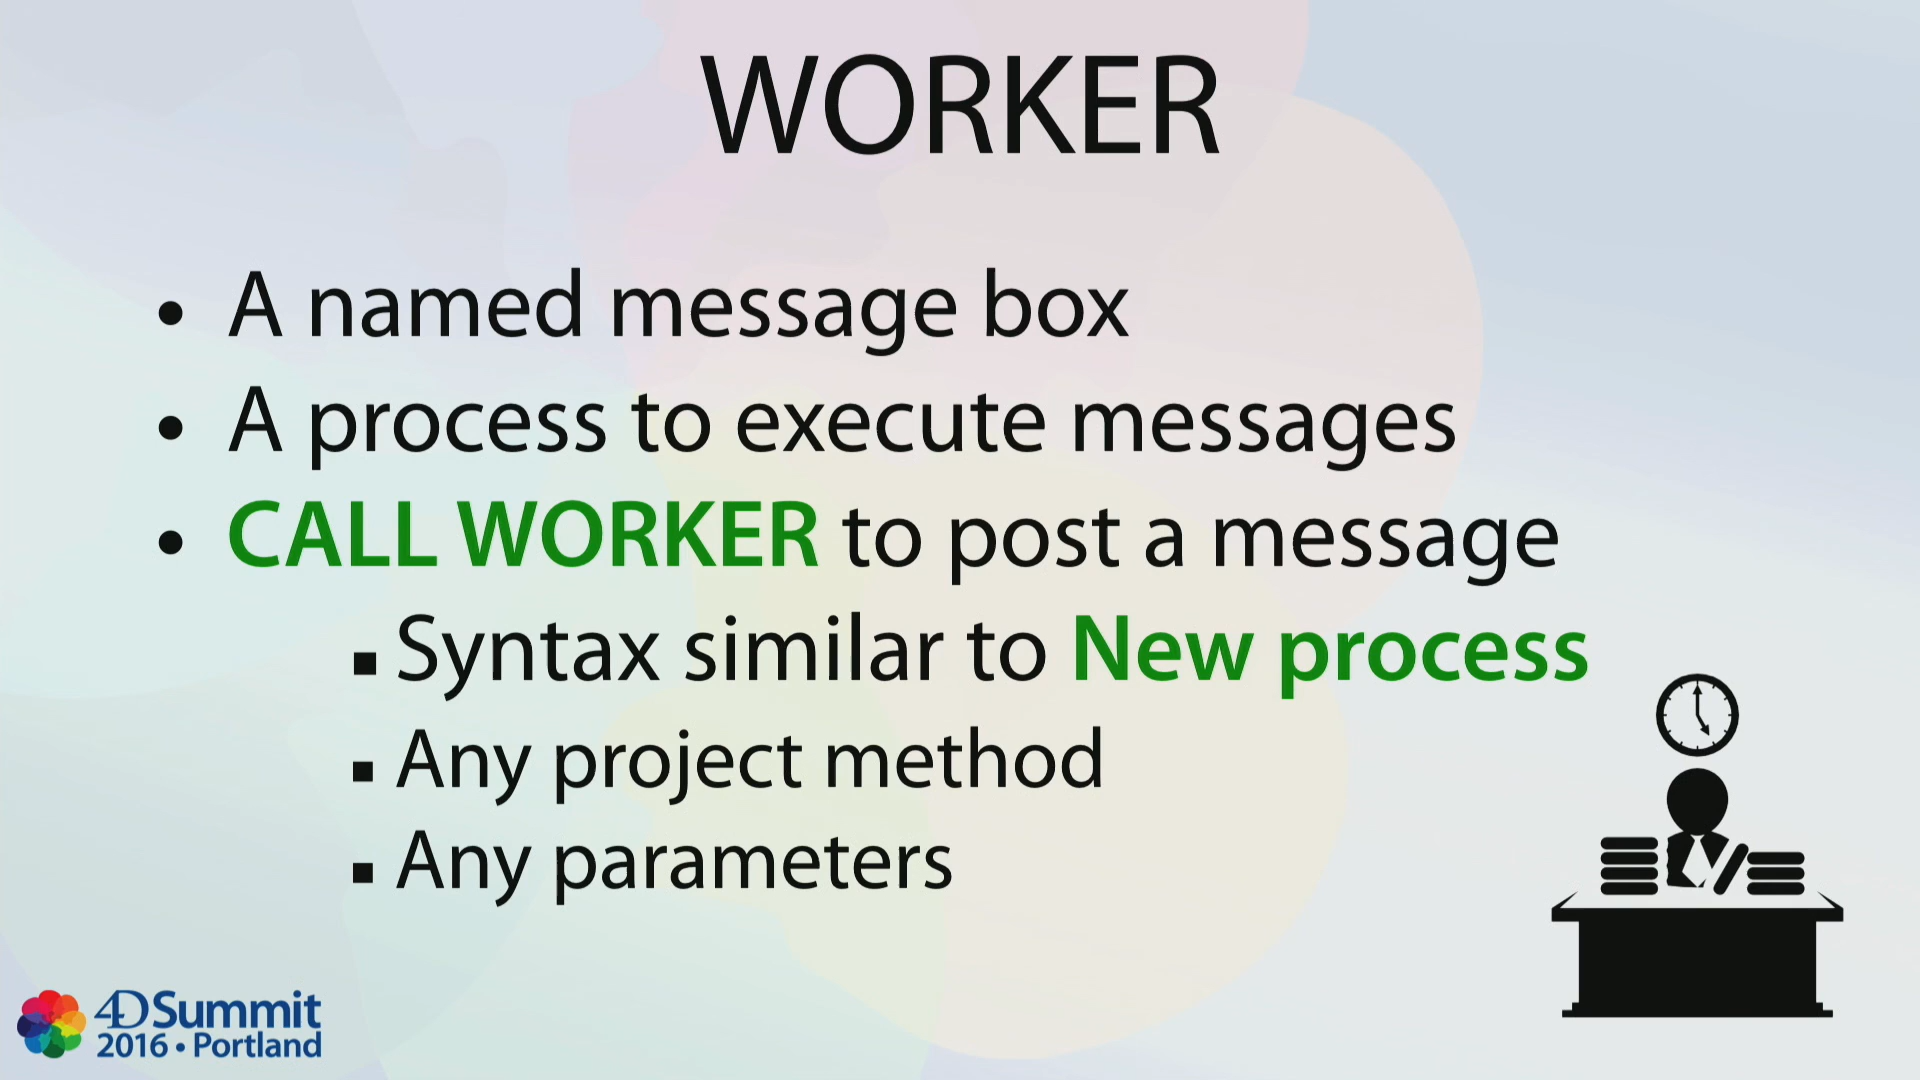 WORKER
• A named message box
• A process to execute messages
• CALL WORKER to post a message
▪ Syntax similar to New process
▪ Any project method
▪ Any parameters
4D Summit
2016 • Portland